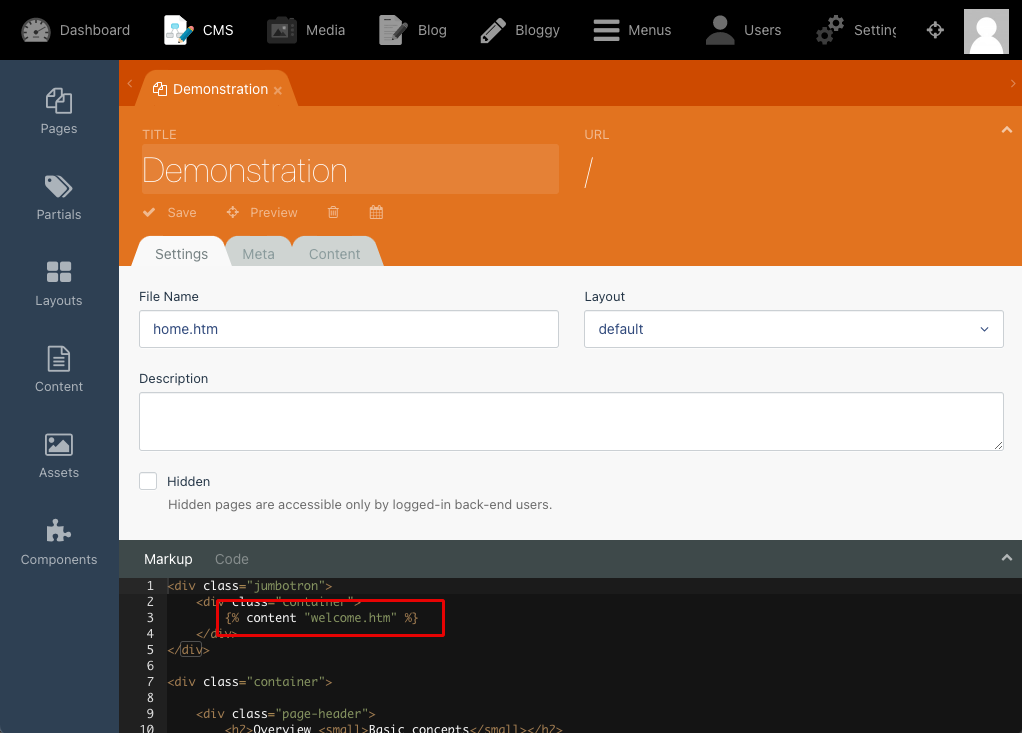 Dashboard CMS Media Blog Bloggy Menus Users Setting
Pages
Partials
Layouts
Content
Assets
Components
Demonstration ×
TITLE URL
Demonstration /
Save Preview
Settings Meta Content
File Name Layout
home.htm default
Description
Hidden
Hidden pages are accessible only by logged-in back-end users.
Markup Code
1 <div class="jumbotron">
2 <div class="container">
3 {% content "welcome.htm" %}
4 </div>
5 </div>
6
7 <div class="container">
8
9 <div class="page-header">
10 <h2>Overview <small>Basic concepts</small></h2>